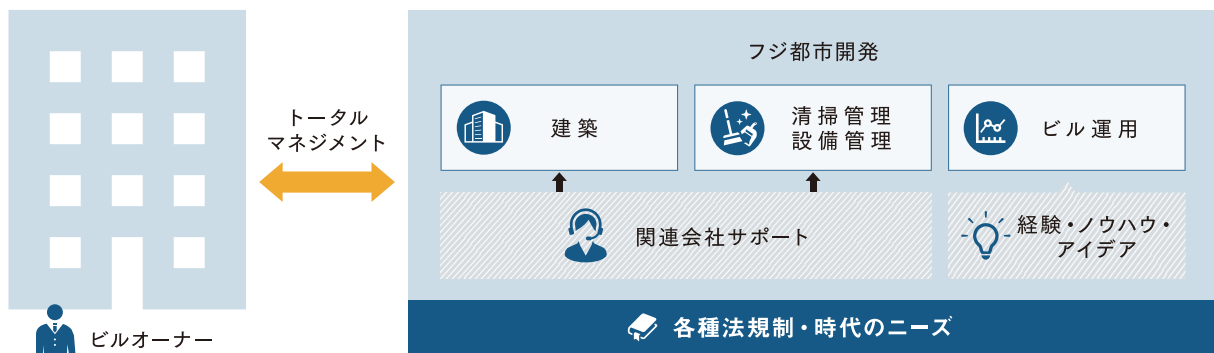 トータル
マネジメント
ビルオーナー
フジ都市開発
建築
清掃管理
設備管理
ビル運用
関連会社サポート
経験・ノウハウ・
アイデア
各種法規制・時代のニーズ